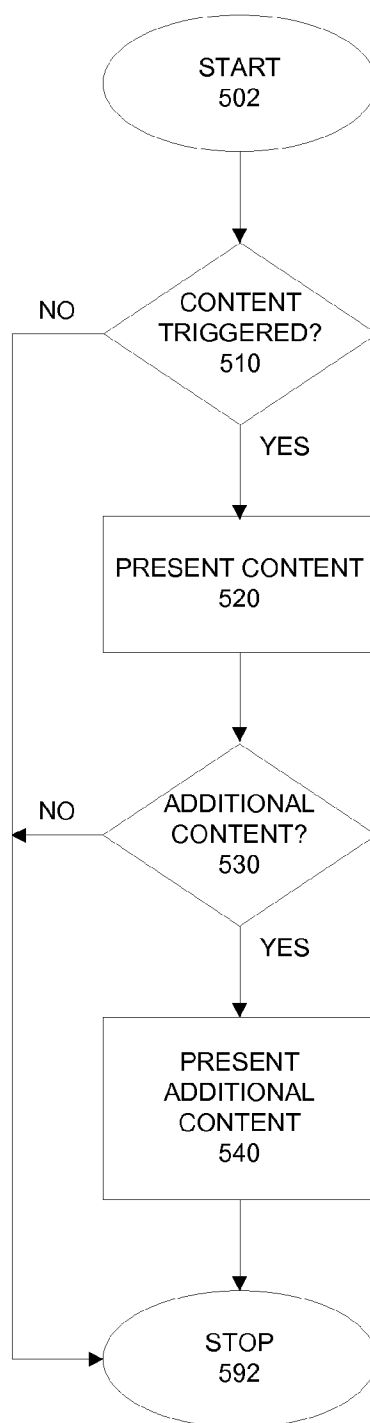 START
502
CONTENT
TRIGGERED?
510
NO
YES
PRESENT CONTENT
520
ADDITIONAL
CONTENT?
530
NO
YES
PRESENT
ADDITIONAL
CONTENT
540
STOP
592